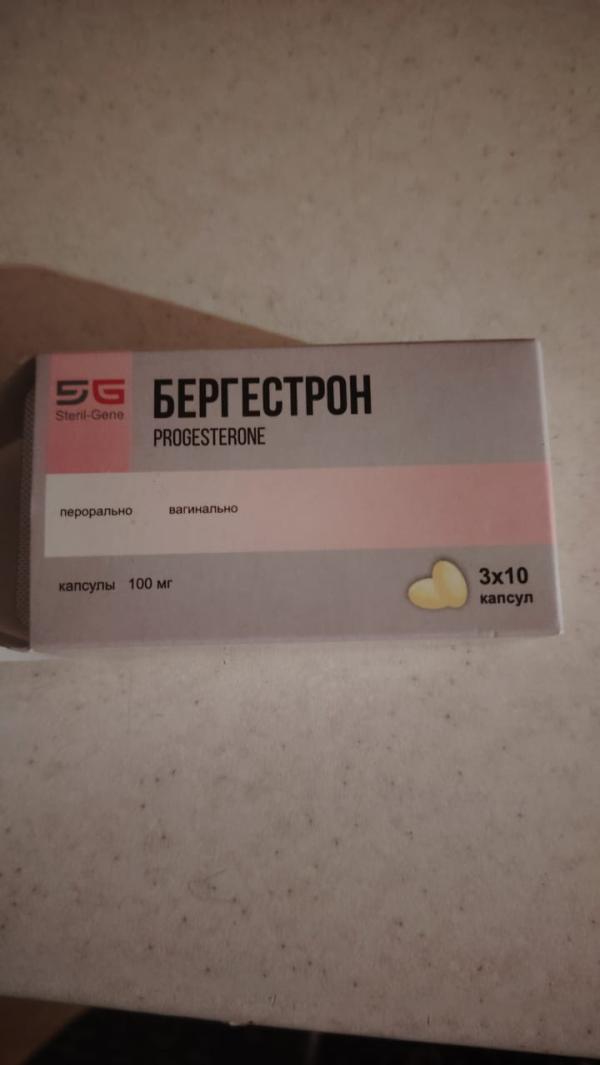 SG
Steril-Gene
БЕРГЕСТРОН
PROGESTERONE
перорально вагинально
капсулы 100 мг
3x10
капсул